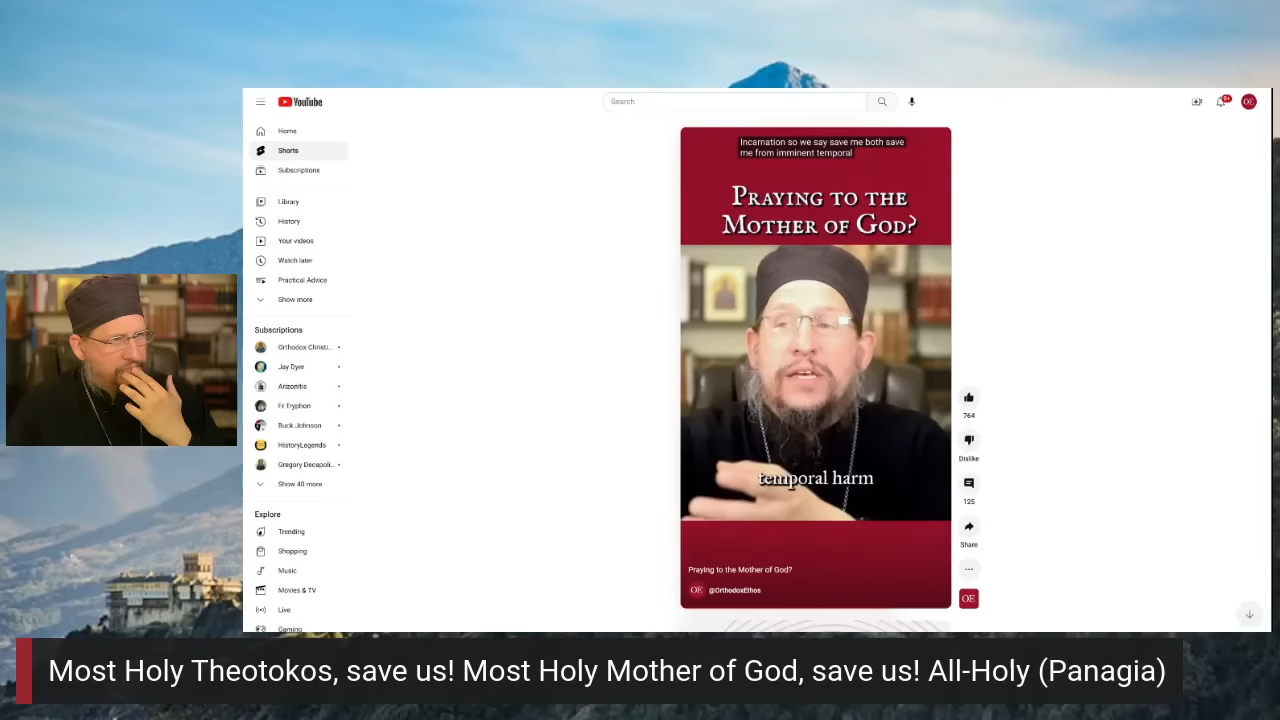 YouTube
Search
9+
OE
Home
Shorts
Subscriptions
Library
History
Your videos
Watch later
Practical Advice
Show more
Subscriptions
Orthodox Christi...
Jay Dyer
Arizonitis
Fr Tryphon
Buck Johnson
HistoryLegends
Gregory Decapoli...
Show 40 more
Explore
Trending
Shopping
Music
Movies & TV
Live
Gaming
Incarnation so we say save me both save
me from imminent temporal
Praying to the
Mother of God?
temporal harm
Praying to the Mother of God?
OE @OrthodoxEthos
764
Dislike
125
Share
OE
Most Holy Theotokos, save us! Most Holy Mother of God, save us! All-Holy (Panagia)